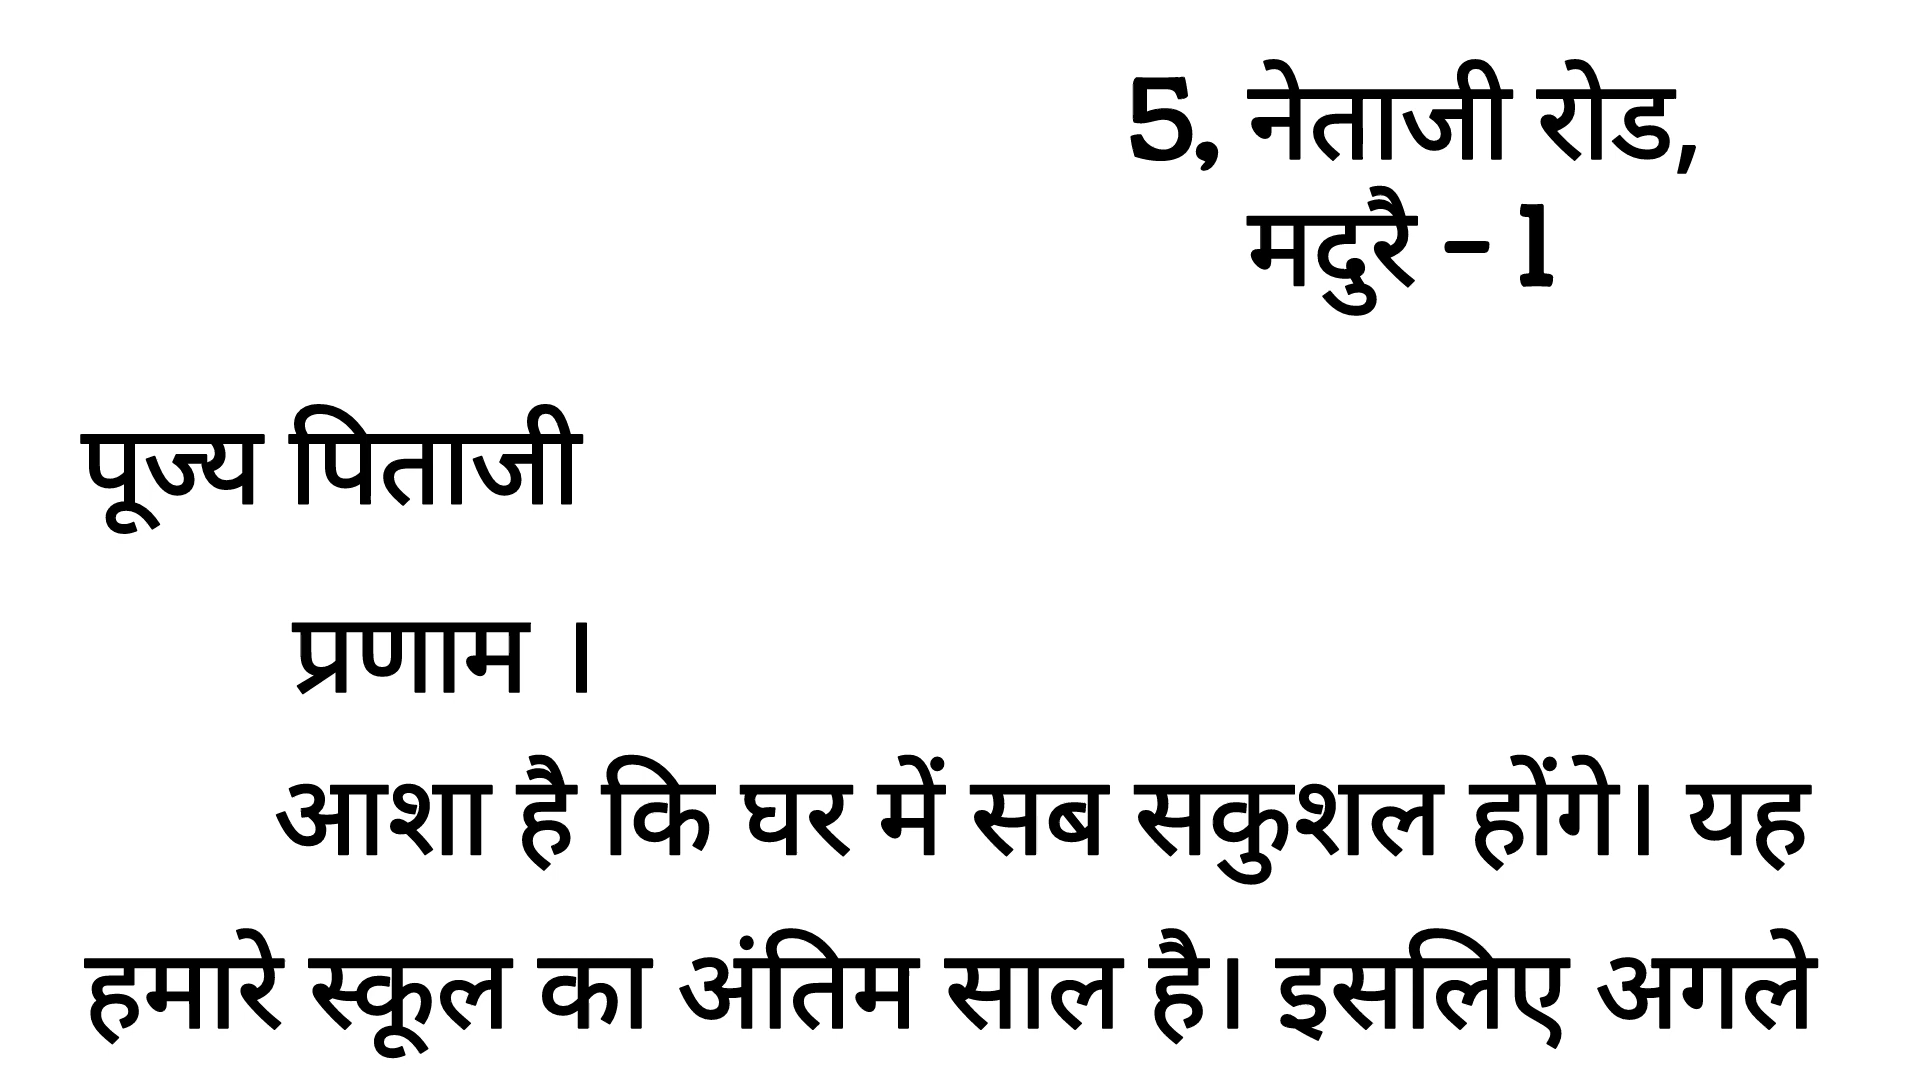 5, नेताजी रोड,
मदुरै - 1
पूज्य पिताजी
प्रणाम ।
आशा है कि घर में सब सकुशल होंगे। यह
हमारे स्कूल का अंतिम साल है। इसलिए अगले